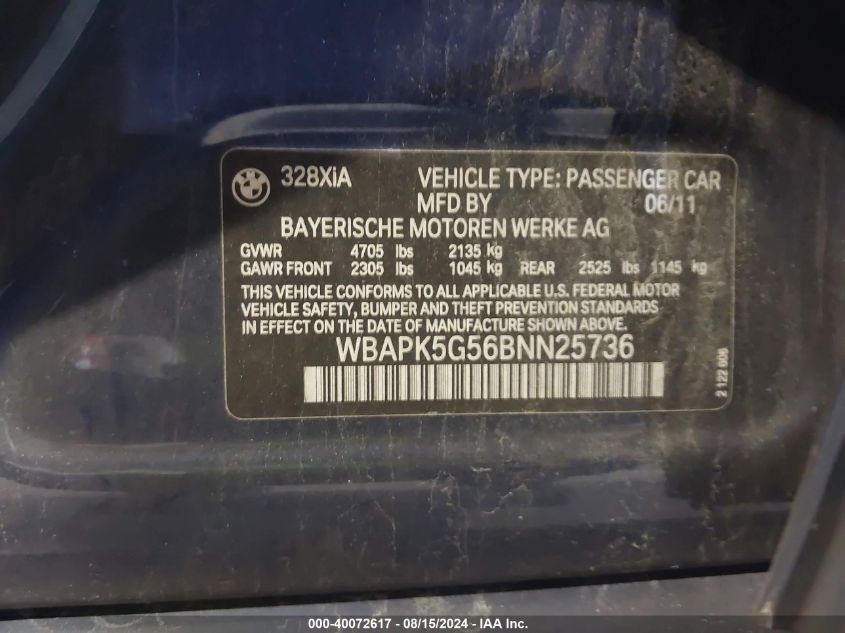 328XiA VEHICLE TYPE: PASSENGER CAR
MFD BY 06/11
BAYERISCHE MOTOREN WERKE AG
GVWR 4705 lbs 2135 kg
GAWR FRONT 2305 lbs 1045 kg REAR 2525 lbs 1145 kg
THIS VEHICLE CONFORMS TO ALL APPLICABLE U.S. FEDERAL MOTOR
VEHICLE SAFETY, BUMPER AND THEFT PREVENTION STANDARDS
IN EFFECT ON THE DATE OF MANUFACTURE SHOWN ABOVE.
WBAPK5G56BNN25736
2 122 606
000-40072617 - 08/15/2024 - IAA Inc.